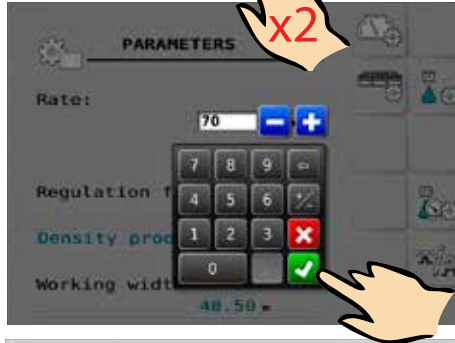 x2
PARAMETERS
Rate:
70 - +
7 8 9
Regulation f
4 5 6 +/-
Density prod
1 2 3
0
Working widt
48.50 m